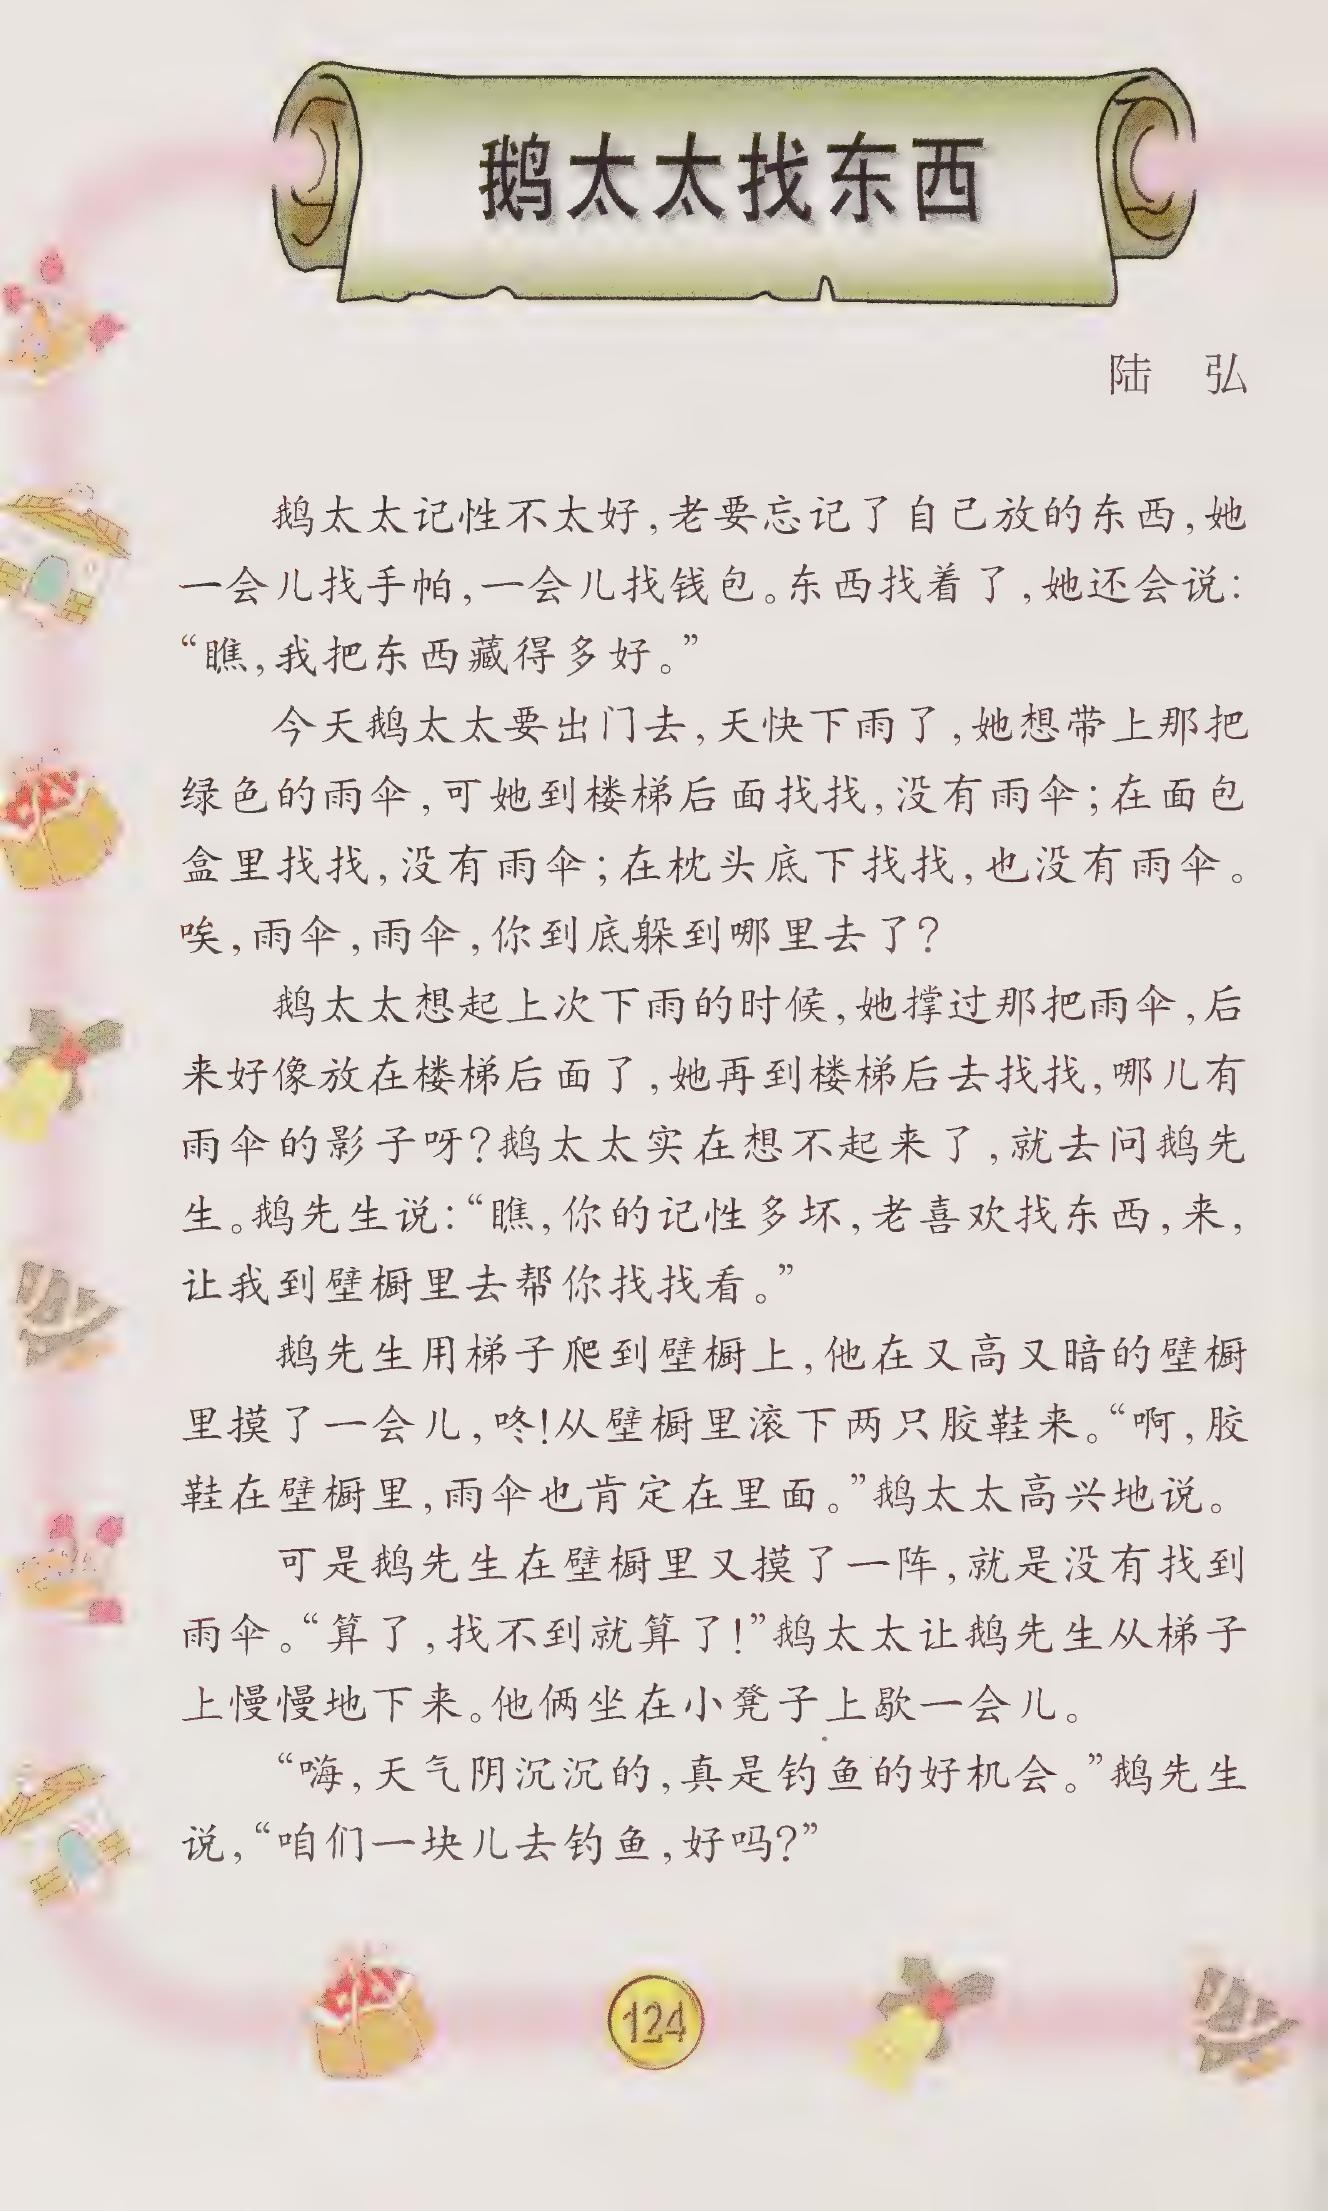 鹅太太找东西
陆　弘
鹅太太记性不太好,老要忘记了自己放的东西,她
一会儿找手帕,一会儿找钱包。东西找着了,她还会说:
“瞧,我把东西藏得多好。”
今天鹅太太要出门去,天快下雨了,她想带上那把
绿色的雨伞,可她到楼梯后面找找,没有雨伞;在面包
盒里找找,没有雨伞;在枕头底下找找,也没有雨伞。
唉,雨伞,雨伞,你到底躲到哪里去了?
鹅太太想起上次下雨的时候,她撑过那把雨伞,后
来好像放在楼梯后面了,她再到楼梯后去找找,哪儿有
雨伞的影子呀?鹅太太实在想不起来了,就去问鹅先
生。鹅先生说:“瞧,你的记性多坏,老喜欢找东西,来,
让我到壁橱里去帮你找找看。”
鹅先生用梯子爬到壁橱上,他在又高又暗的壁橱
里摸了一会儿,咚!从壁橱里滚下两只胶鞋来。“啊,胶
鞋在壁橱里,雨伞也肯定在里面。”鹅太太高兴地说。
可是鹅先生在壁橱里又摸了一阵,就是没有找到
雨伞。“算了,找不到就算了!”鹅太太让鹅先生从梯子
上慢慢地下来。他俩坐在小凳子上歇一会儿。
“嗨,天气阴沉沉的,真是钓鱼的好机会。”鹅先生
说,“咱们一块儿去钓鱼,好吗?”
124